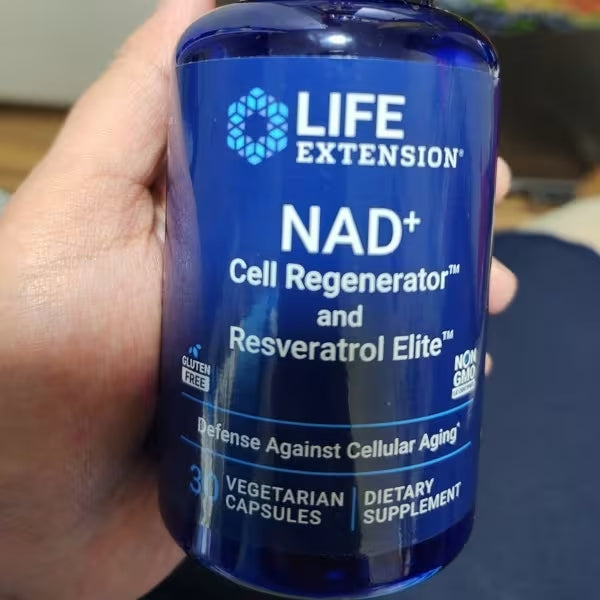 LIFE
EXTENSION®
NAD+
Cell Regenerator™
and
Resveratrol Elite™
GLUTEN
FREE
NON
GMO
Defense Against Cellular Aging*
30 VEGETARIAN CAPSULES
DIETARY SUPPLEMENT